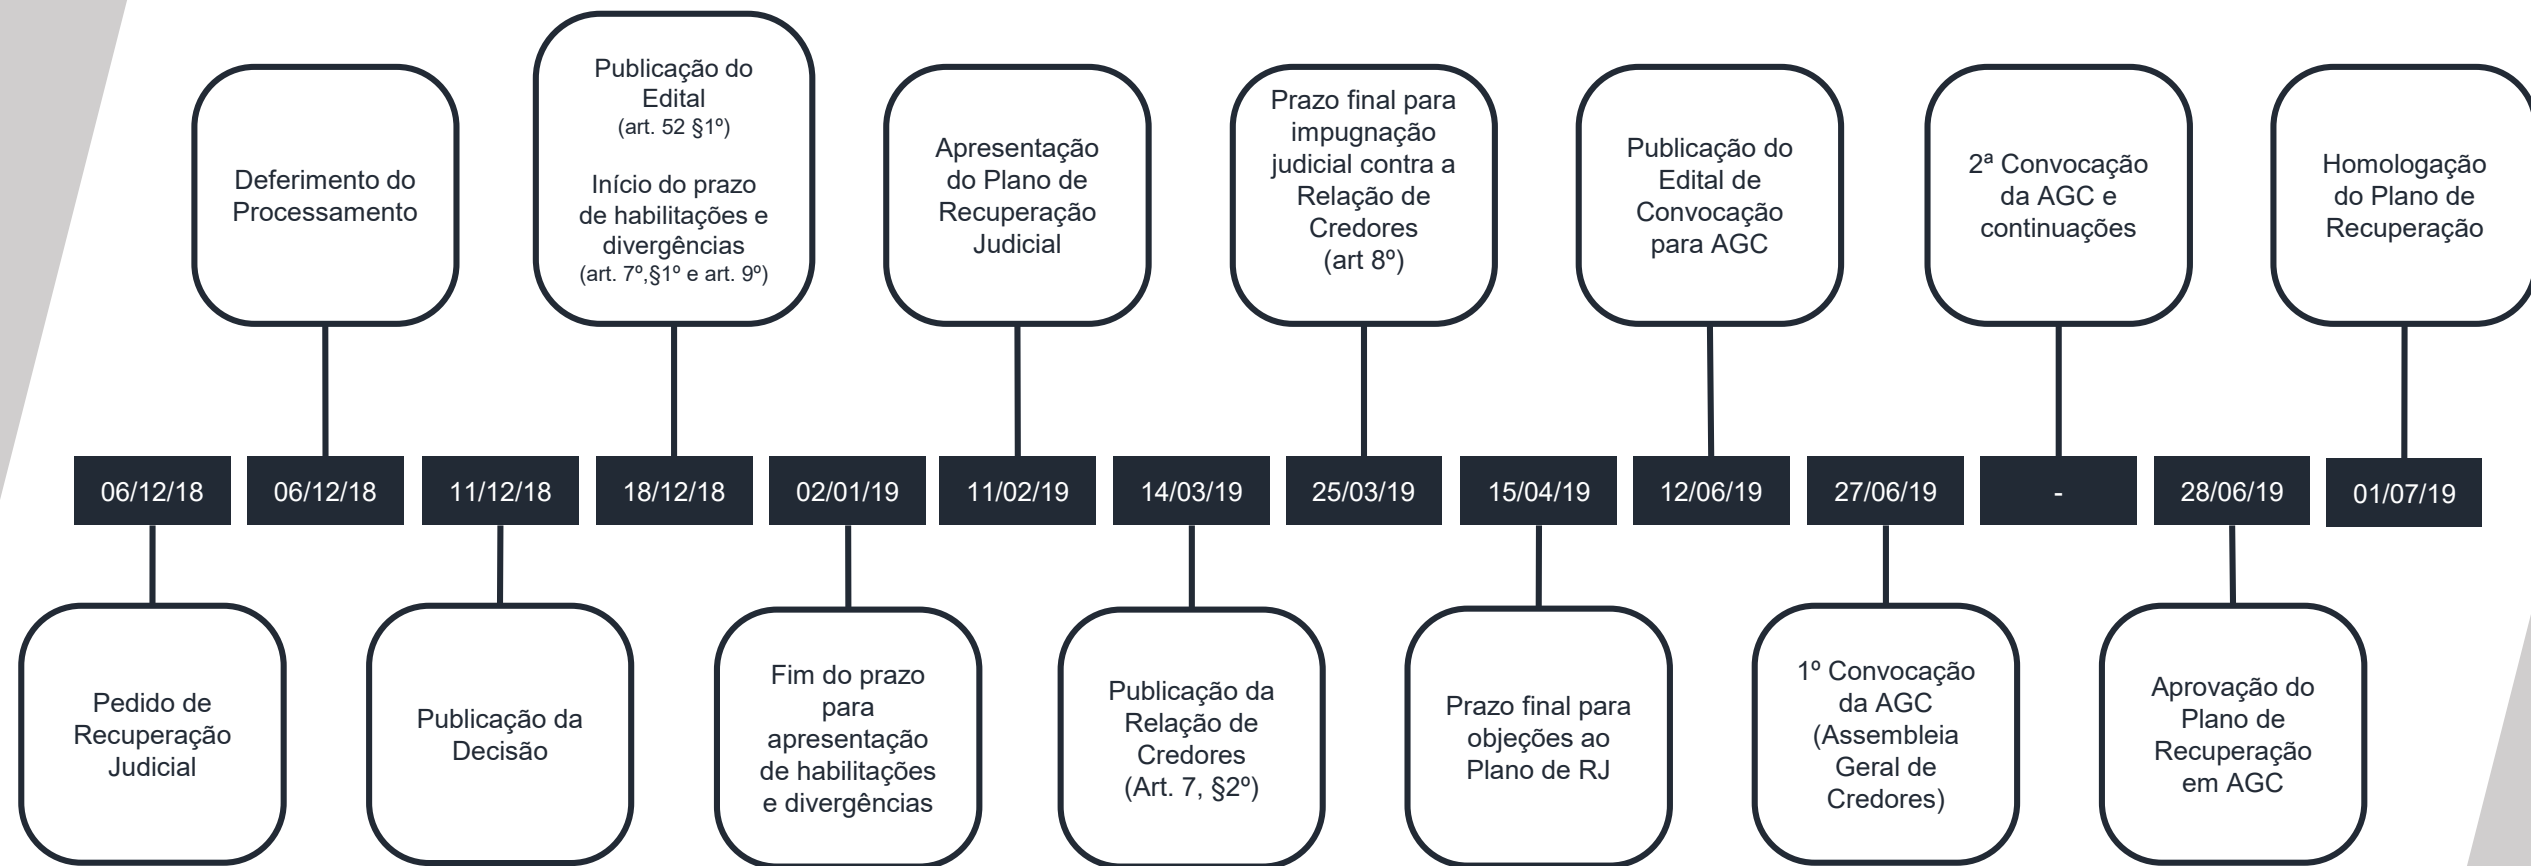 Deferimento do
Processamento
Publicação do
Edital
(art. 52 §1º)
Início do prazo
de habilitações e
divergências
(art. 7º,§1º e art. 9º)
Apresentação
do Plano de
Recuperação
Judicial
Prazo final para
impugnação
judicial contra a
Relação de
Credores
(art 8º)
Publicação do
Edital de
Convocação
para AGC
2ª Convocação
da AGC e
continuações
Homologação
do Plano de
Recuperação
06/12/18
06/12/18
11/12/18
18/12/18
02/01/19
11/02/19
14/03/19
25/03/19
15/04/19
12/06/19
27/06/19
-
28/06/19
01/07/19
Pedido de
Recuperação
Judicial
Publicação da
Decisão
Fim do prazo
para
apresentação
de habilitações
e divergências
Publicação da
Relação de
Credores
(Art. 7, §2º)
Prazo final para
objeções ao
Plano de RJ
1º Convocação
da AGC
(Assembleia
Geral de
Credores)
Aprovação do
Plano de
Recuperação
em AGC